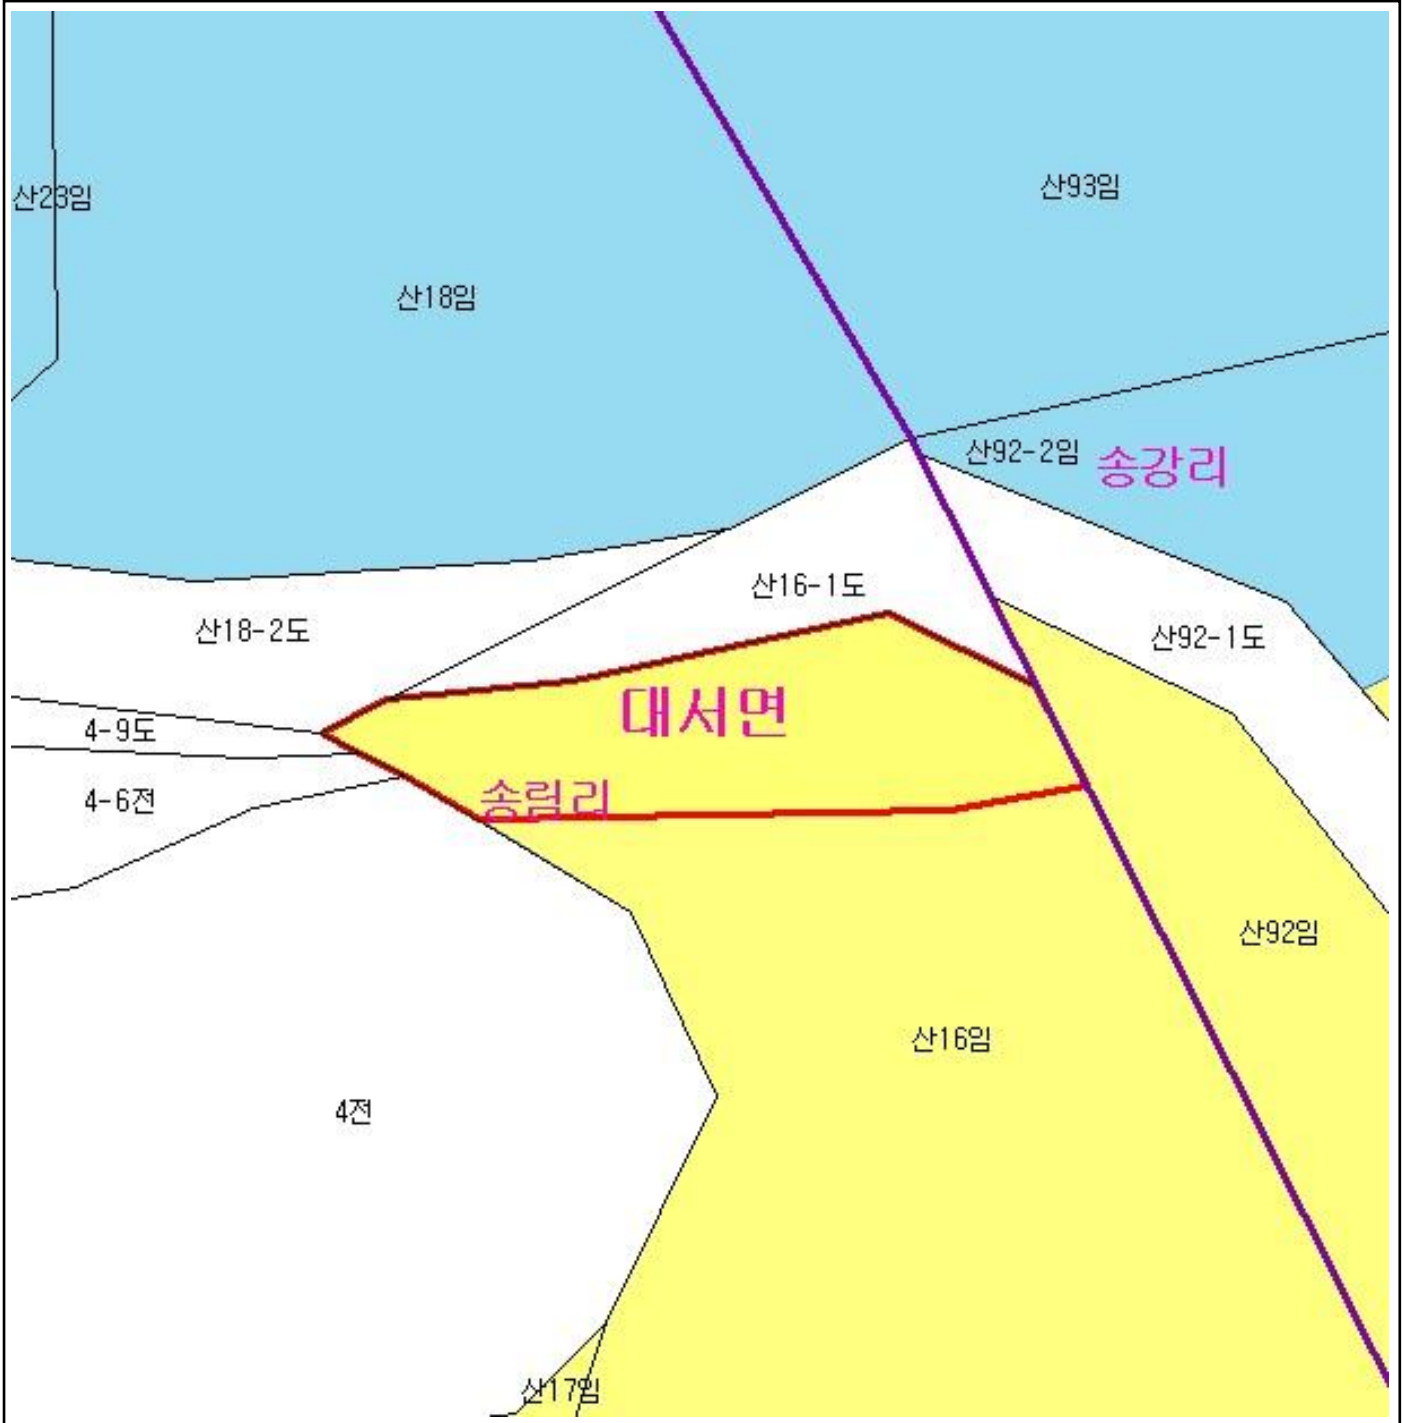 산93임
산23임
산18임
산92-2임
송강리
산16-1도
산18-2도
산92-1도
대서면
4-9도
4-6전
송림리
산92임
산16임
4전
산17임